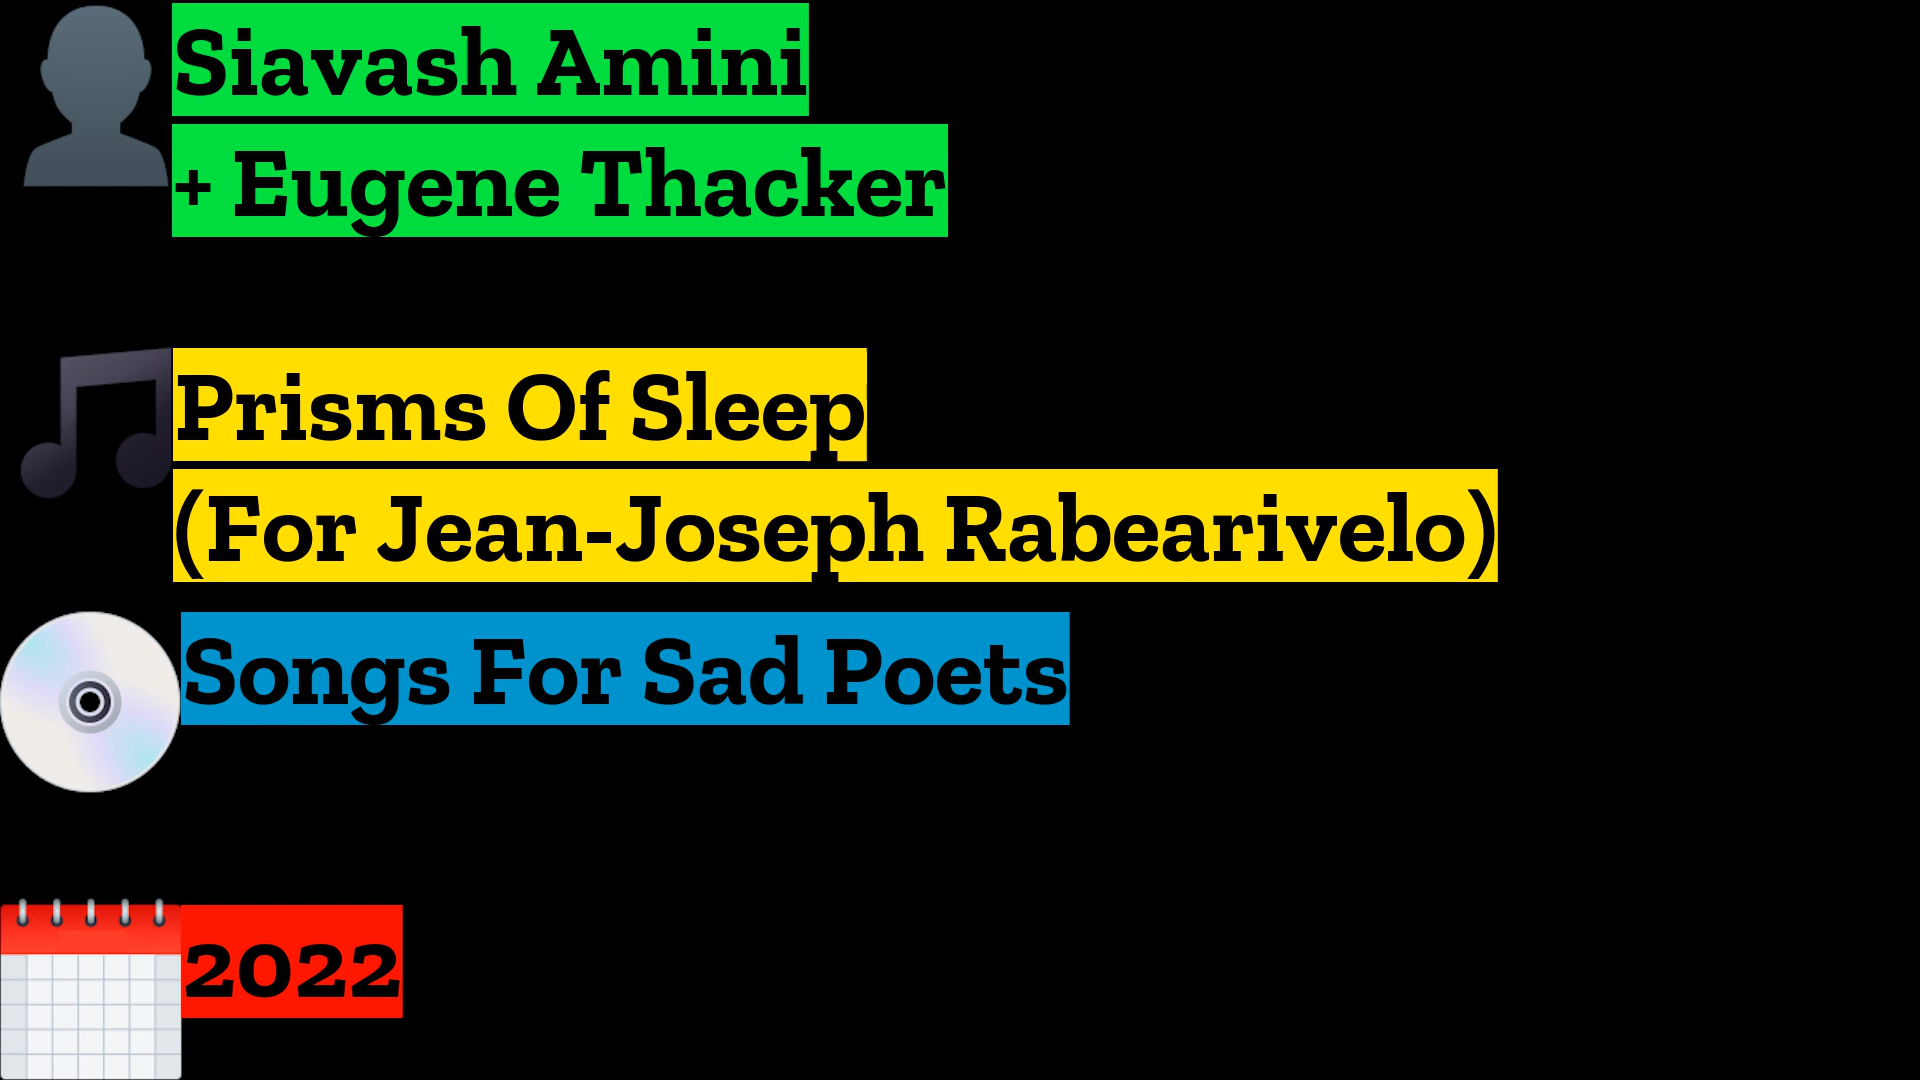 Siavash Amini
+ Eugene Thacker
Prisms Of Sleep
(For Jean-Joseph Rabearivelo)
Songs For Sad Poets
2022